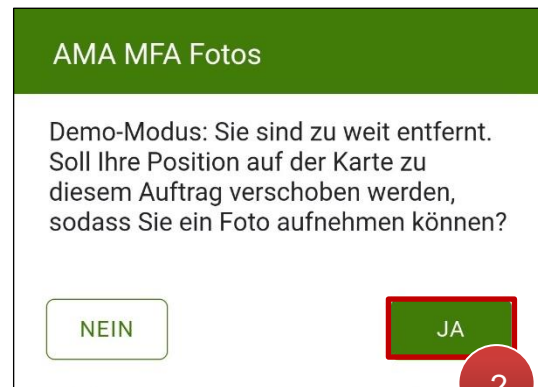 AMA MFA Fotos
Demo-Modus: Sie sind zu weit entfernt.
Soll Ihre Position auf der Karte zu
diesem Auftrag verschoben werden,
sodass Sie ein Foto aufnehmen können?
NEIN
JA
2